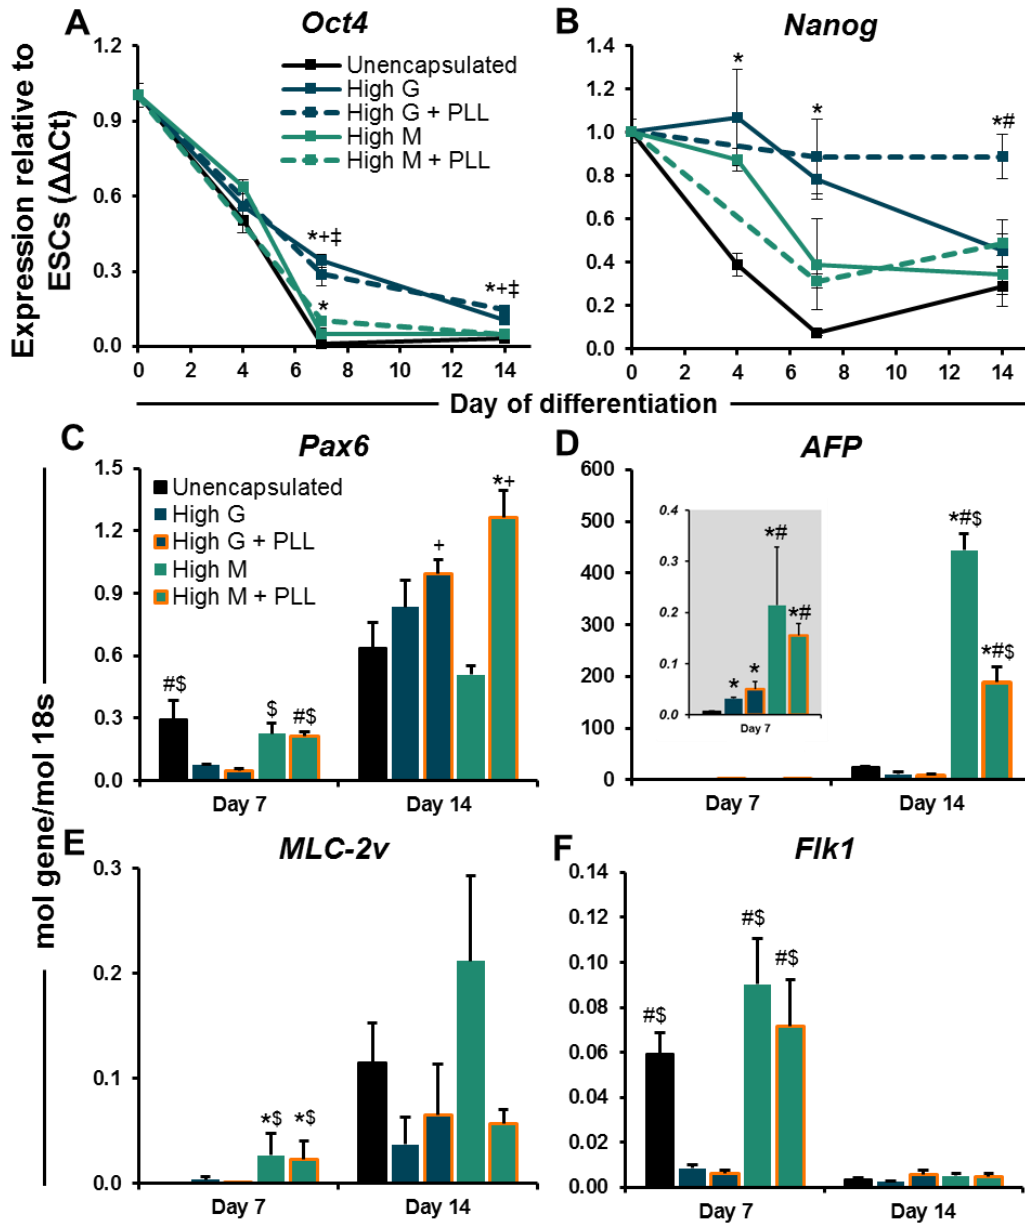 A
Oct4
Expression relative to
ESCs (ΔΔCt)
1.2
0.9
0.6
0.3
0.0
0 2 4 6 8 10 12 14
Unencapsulated
High G
High G + PLL
High M
High M + PLL
*+‡
*
*+‡
B
Nanog
1.4
1.2
1.0
0.8
0.6
0.4
0.2
0.0
0 2 4 6 8 10 12 14
*
*
*#
Day of differentiation
mol gene/mol 18s
C
Pax6
1.5
1.2
0.9
0.6
0.3
0.0
Unencapsulated
High G
High G + PLL
High M
High M + PLL
#$
$
#$
+
*+
Day 7 Day 14
D
AFP
600
500
400
300
200
100
0
0.4
0.3
0.2
0.1
0.0
*
*
*#
*#
Day 7
*#$
*#$
Day 7 Day 14
E
MLC-2v
0.3
0.2
0.1
0.0
*$ *$
Day 7 Day 14
F
Flk1
0.14
0.12
0.10
0.08
0.06
0.04
0.02
0.00
#$
#$
#$
Day 7 Day 14